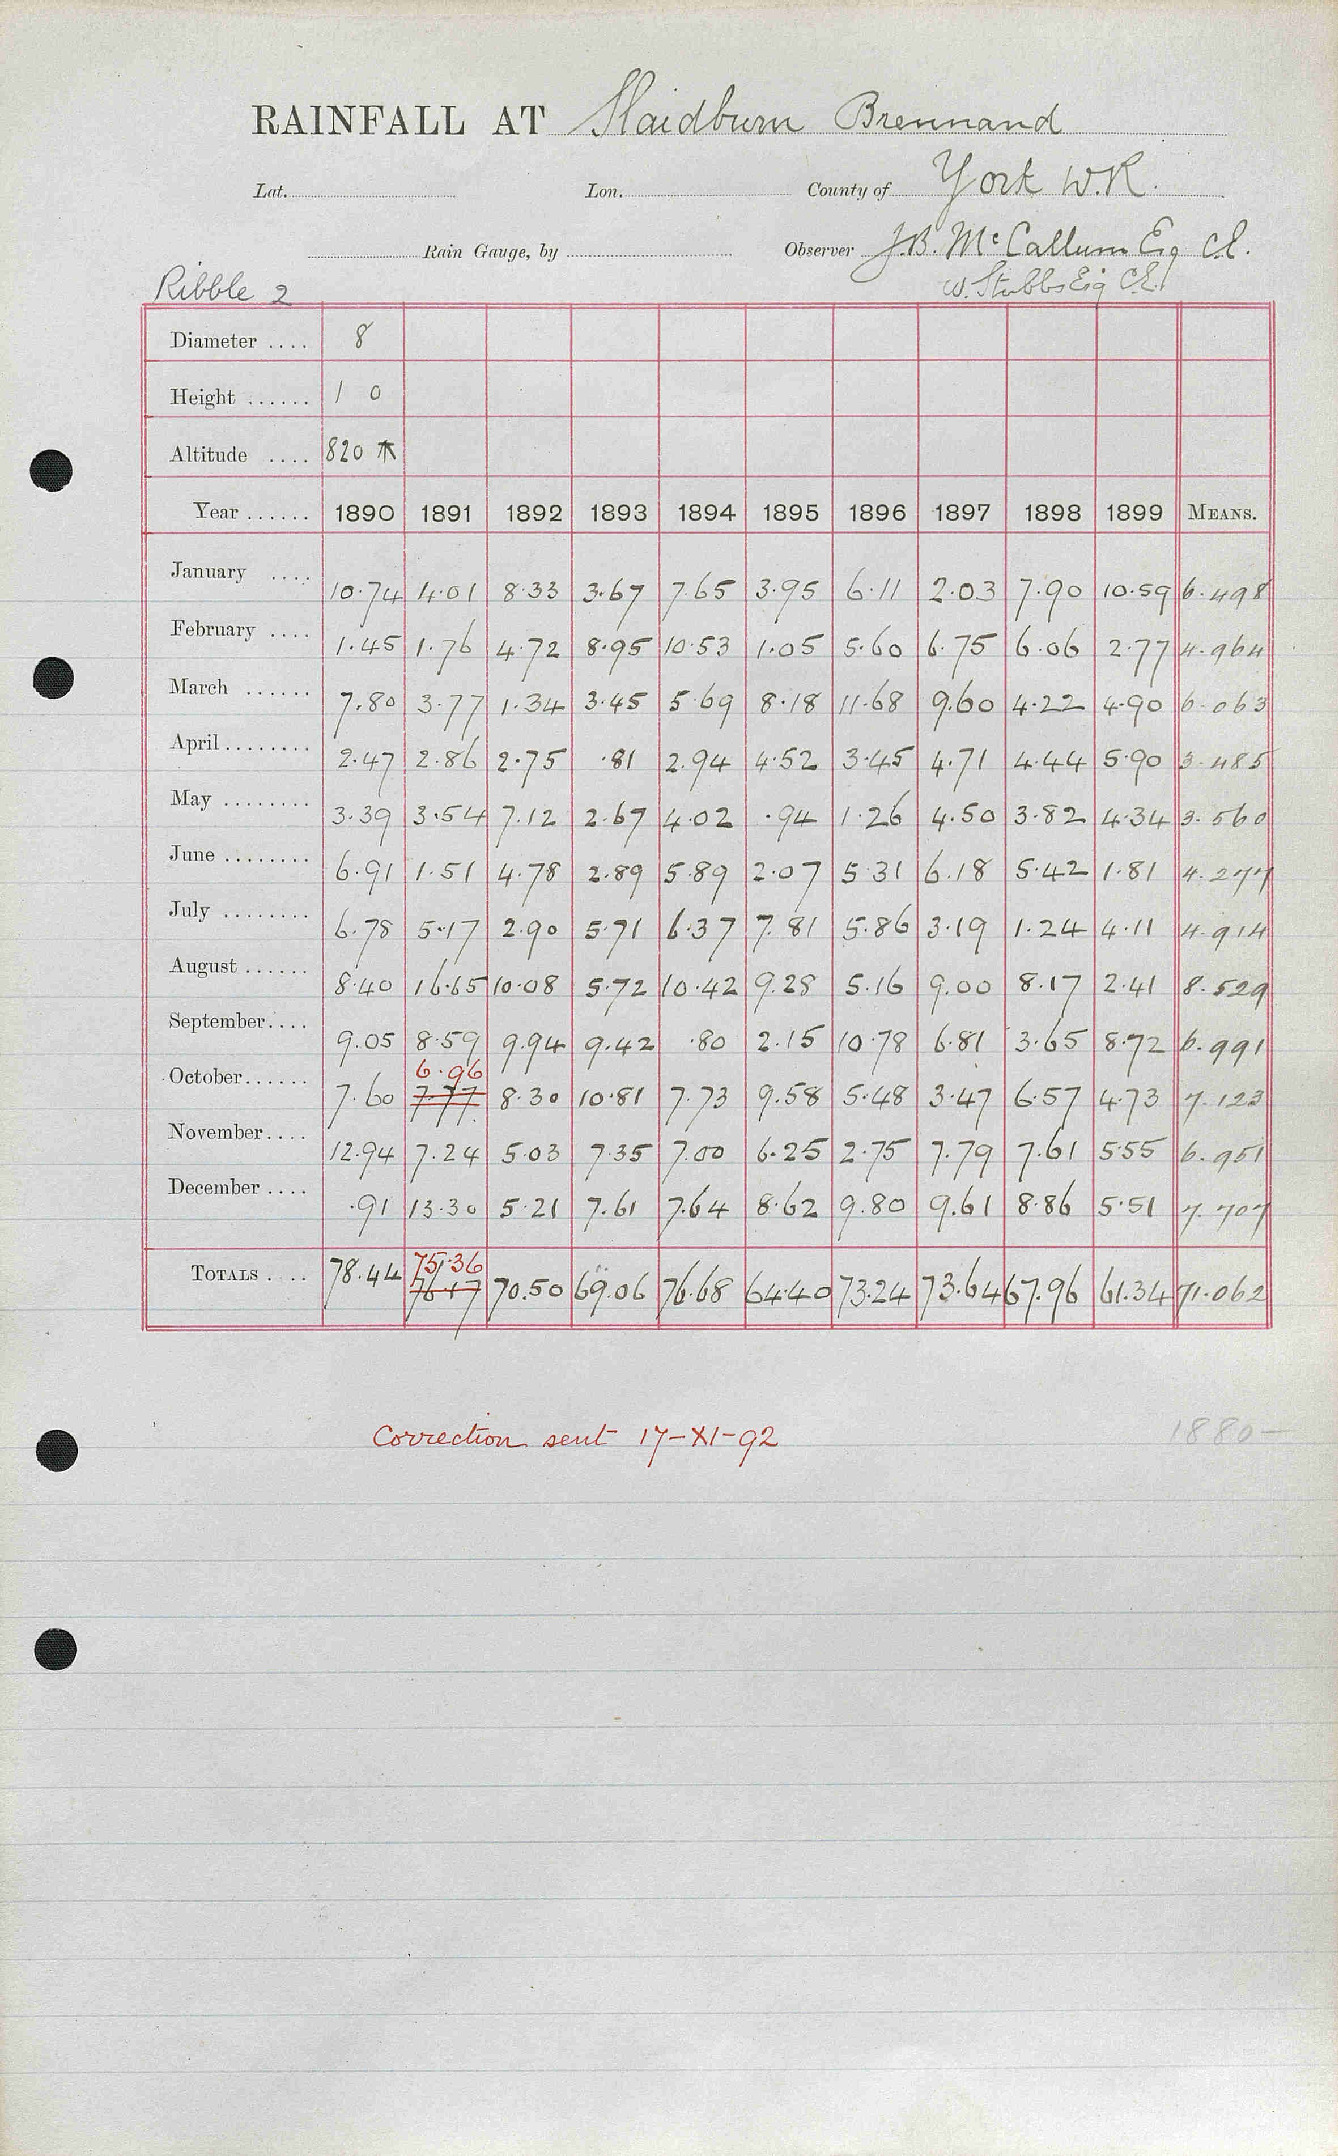 RAINFALL AT Slaidburn Brennand
Lat. Lon. County of York W.R.
Rain Gauge, by Observer J.B. McCallum Esq C.E.
Ribble 2 W. Stubbs Esq C.E.
Diameter .... 8
Height ...... 1 0
Altitude .... 820
Year ...... 1890 1891 1892 1893 1894 1895 1896 1897 1898 1899 MEANS.
January .... 10.74 4.01 8.33 3.67 7.65 3.95 6.11 2.03 7.90 10.59 6.498
February .... 1.45 1.76 4.72 8.95 10.53 1.05 5.60 6.75 6.06 2.77 4.964
March ...... 7.80 3.77 1.34 3.45 5.69 8.18 11.68 9.60 4.22 4.90 6.063
April ........ 2.47 2.86 2.75 .81 2.94 4.52 3.45 4.71 4.44 5.90 3.485
May ........ 3.39 3.54 7.12 2.67 4.02 .94 1.26 4.50 3.82 4.34 3.560
June ........ 6.91 1.51 4.78 2.89 5.89 2.07 5.31 6.18 5.42 1.81 4.277
July ........ 6.78 5.17 2.90 5.71 6.37 7.81 5.86 3.19 1.24 4.11 4.914
August ...... 8.40 16.65 10.08 5.72 10.42 9.28 5.16 9.00 8.17 2.41 8.529
September.... 9.05 8.59 9.94 9.42 .80 2.15 10.78 6.81 3.65 8.72 6.991
6.96
October...... 7.60 7.77 8.30 10.81 7.73 9.58 5.48 3.47 6.57 4.73 7.123
November.... 12.94 7.24 5.03 7.35 7.00 6.25 2.75 7.79 7.61 5.55 6.951
December .... .91 13.30 5.21 7.61 7.64 8.62 9.80 9.61 8.86 5.51 7.707
75.36
TOTALS .... 78.44 76.17 70.50 69.06 76.68 64.40 73.24 73.64 67.96 61.34 71.062
Correction sent 17-XI-92 1880-